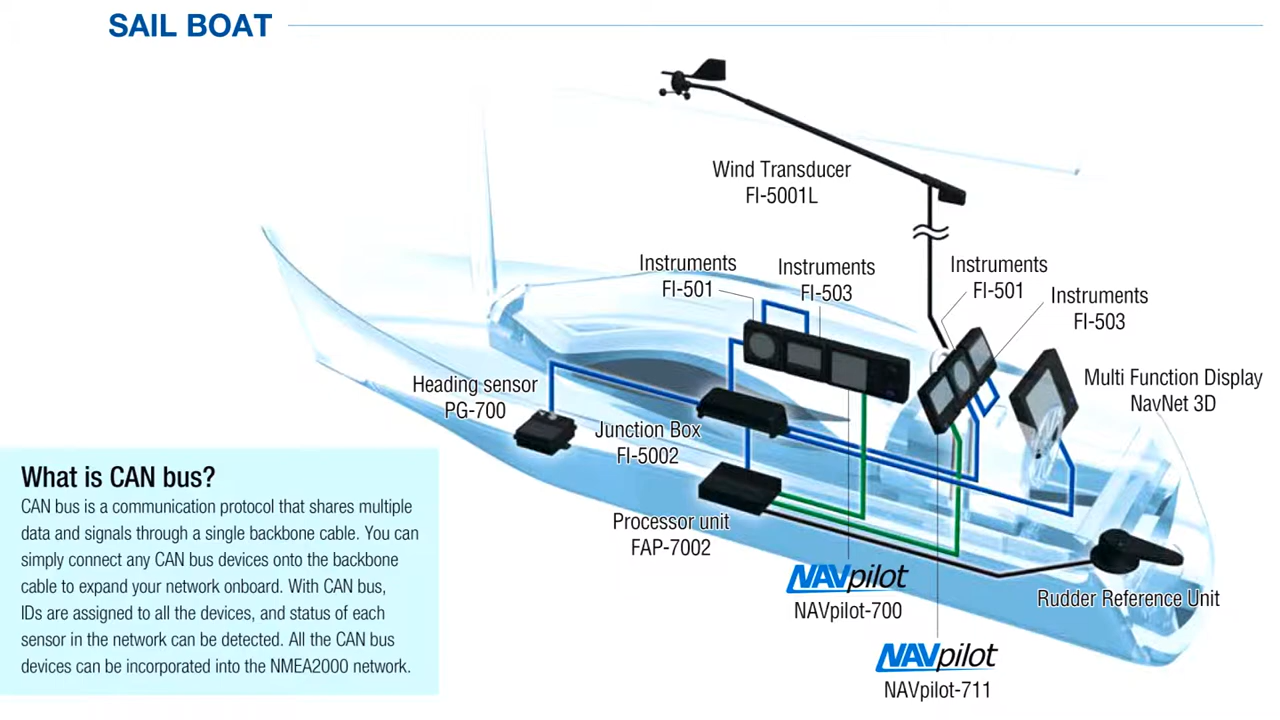 SAIL BOAT
Wind Transducer
FI-5001L
Instruments
FI-501
Instruments
FI-503
Instruments
FI-501
Instruments
FI-503
Heading sensor
PG-700
Multi Function Display
NavNet 3D
Junction Box
FI-5002
Processor unit
FAP-7002
NAVpilot
NAVpilot-700
Rudder Reference Unit
NAVpilot
NAVpilot-711
What is CAN bus?
CAN bus is a communication protocol that shares multiple
data and signals through a single backbone cable. You can
simply connect any CAN bus devices onto the backbone
cable to expand your network onboard. With CAN bus,
IDs are assigned to all the devices, and status of each
sensor in the network can be detected. All the CAN bus
devices can be incorporated into the NMEA2000 network.